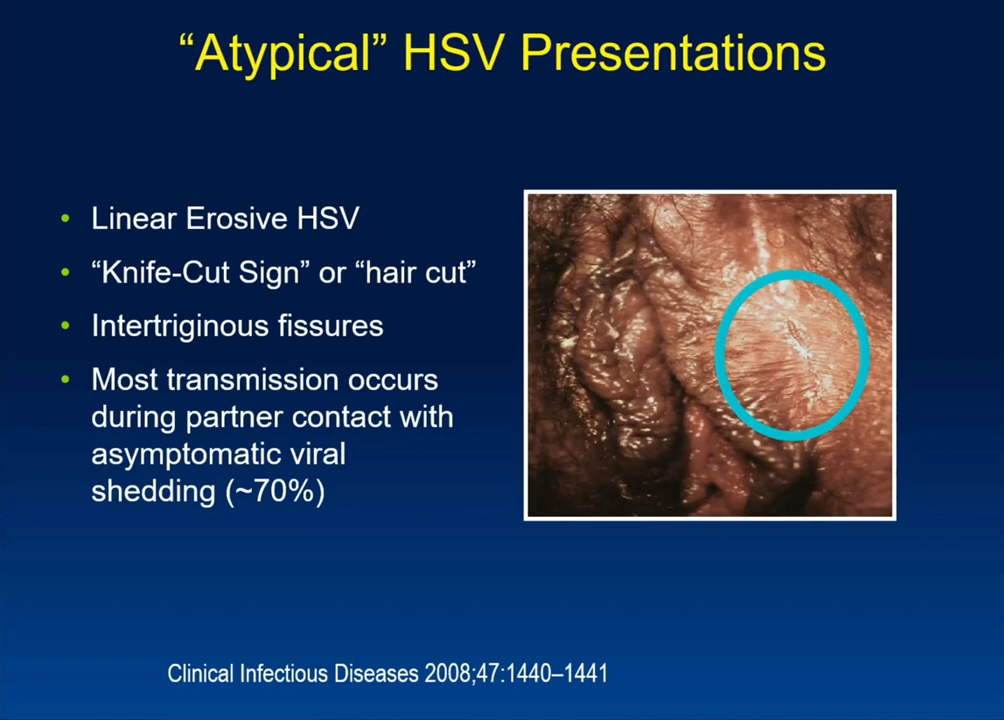 “Atypical” HSV Presentations
• Linear Erosive HSV
• “Knife-Cut Sign” or “hair cut”
• Intertriginous fissures
• Most transmission occurs
during partner contact with
asymptomatic viral
shedding (~70%)
Clinical Infectious Diseases 2008;47:1440–1441